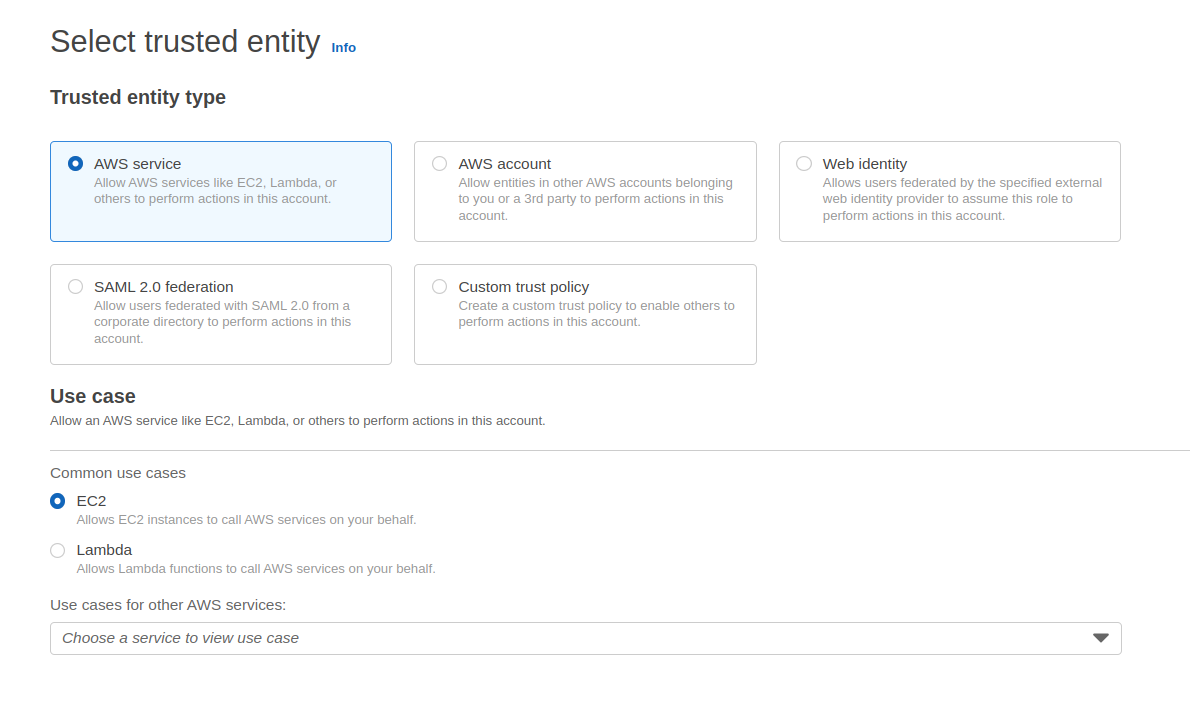 Select trusted entity Info
Trusted entity type
AWS service
Allow AWS services like EC2, Lambda, or
others to perform actions in this account.
AWS account
Allow entities in other AWS accounts belonging
to you or a 3rd party to perform actions in this
account.
Web identity
Allows users federated by the specified external
web identity provider to assume this role to
perform actions in this account.
SAML 2.0 federation
Allow users federated with SAML 2.0 from a
corporate directory to perform actions in this
account.
Custom trust policy
Create a custom trust policy to enable others to
perform actions in this account.
Use case
Allow an AWS service like EC2, Lambda, or others to perform actions in this account.
Common use cases
EC2
Allows EC2 instances to call AWS services on your behalf.
Lambda
Allows Lambda functions to call AWS services on your behalf.
Use cases for other AWS services:
Choose a service to view use case